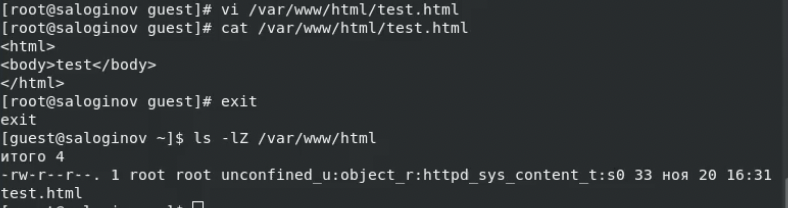 [root@saloginov guest]# vi /var/www/html/test.html
[root@saloginov guest]# cat /var/www/html/test.html
<html>
<body>test</body>
</html>
[root@saloginov guest]# exit
exit
[guest@saloginov ~]$ ls -lZ /var/www/html
итого 4
-rw-r--r--. 1 root root unconfined_u:object_r:httpd_sys_content_t:s0 33 ноя 20 16:31
test.html